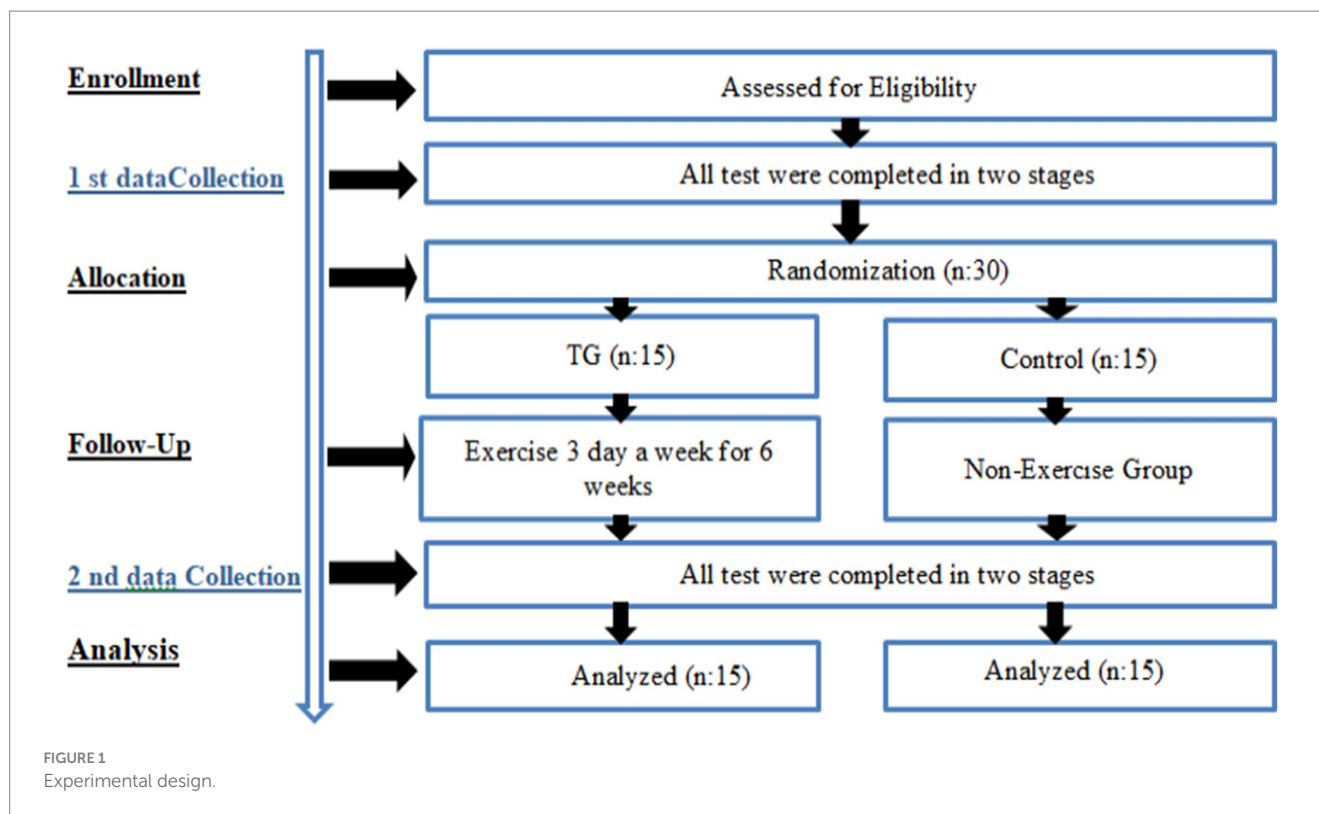 Enrollment
Assessed for Eligibility
1 st dataCollection
All test were completed in two stages
Allocation
Randomization (n:30)
TG (n:15)
Control (n:15)
Follow-Up
Exercise 3 day a week for 6
weeks
Non-Exercıse Group
2 nd data Collection
All test were completed in two stages
Analysis
Analyzed (n:15)
Analyzed (n:15)
FIGURE 1
Experimental design.